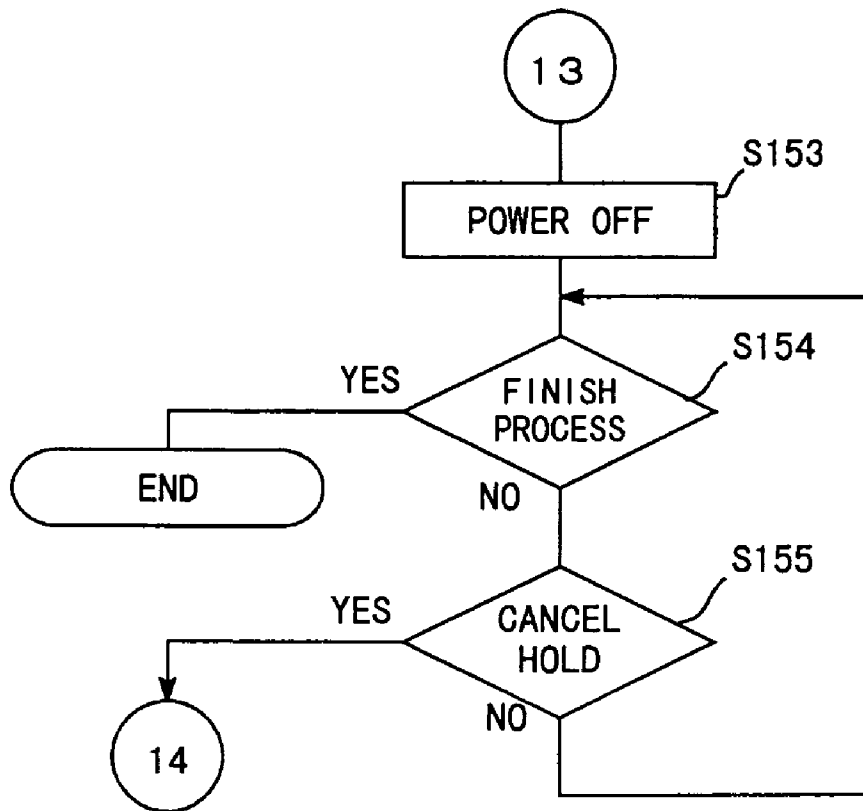 13
S153
POWER OFF
S154
YES
FINISH
PROCESS
END
NO
S155
YES
CANCEL
HOLD
NO
14